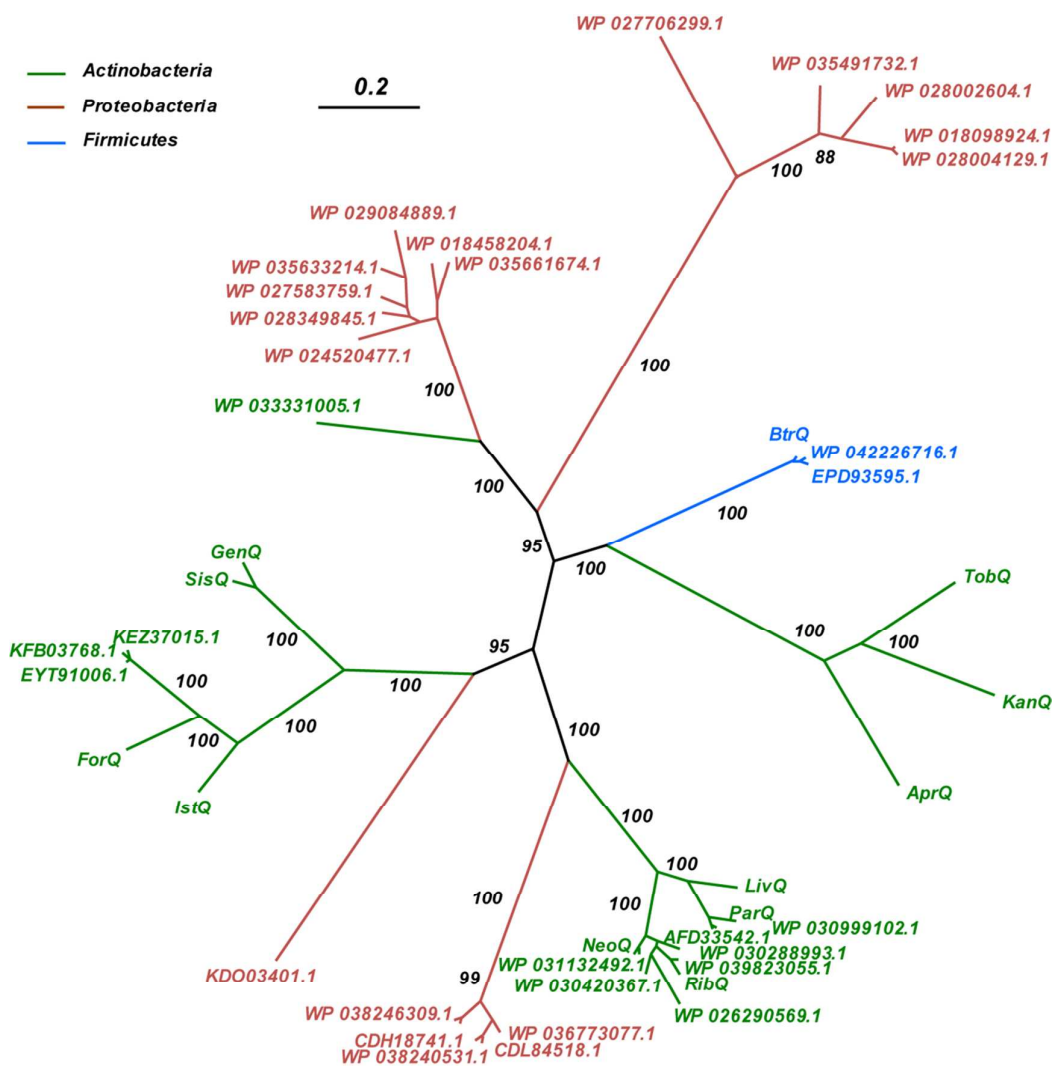 WP 027706299.1
Actinobacteria
Proteobacteria
Firmicutes
0.2
WP 035491732.1
WP 028002604.1
WP 018098924.1
WP 028004129.1
100
88
WP 029084889.1
WP 018458204.1
WP 035661674.1
WP 035633214.1
WP 027583759.1
WP 028349845.1
WP 024520477.1
100
100
WP 033331005.1
BtrQ
WP 042226716.1
EPD93595.1
100
100
95
100
GenQ
SisQ
TobQ
KEZ37015.1
KFB03768.1
EYT91006.1
100
100
100
95
100
100
KanQ
100
100
ForQ
IstQ
100
AprQ
100
100
LivQ
100
100
ParQ
WP 030999102.1
AFD33542.1
NeoQ
WP 030288993.1
WP 031132492.1
WP 039823055.1
WP 030420367.1
RibQ
KDO03401.1
99
WP 038246309.1
WP 026290569.1
WP 036773077.1
CDH18741.1
CDL84518.1
WP 038240531.1